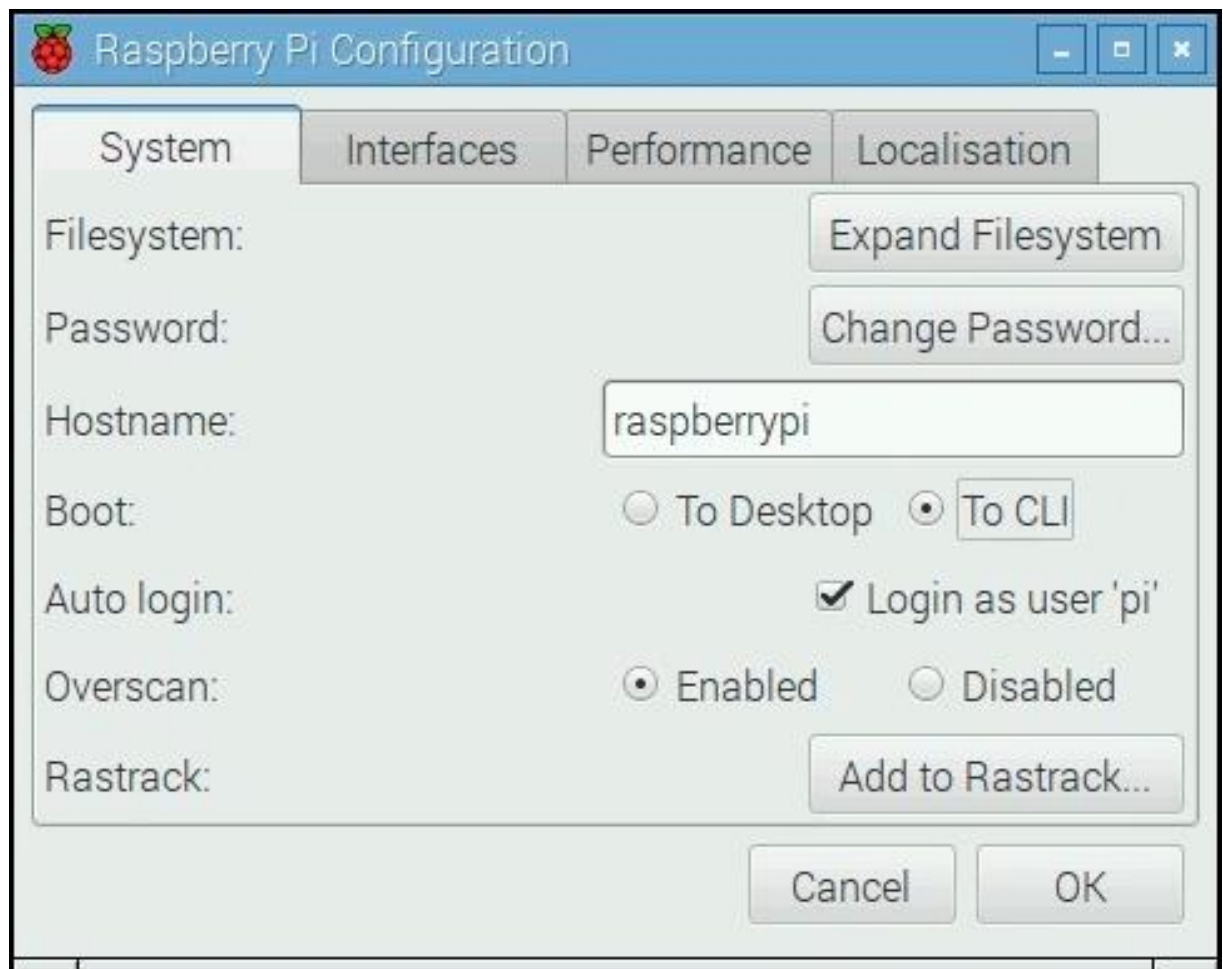 Raspberry Pi Configuration
System Interfaces Performance Localisation
Filesystem: Expand Filesystem
Password: Change Password...
Hostname: raspberrypi
Boot: To Desktop To CLI
Auto login: Login as user 'pi'
Overscan: Enabled Disabled
Rastrack: Add to Rastrack...
Cancel OK